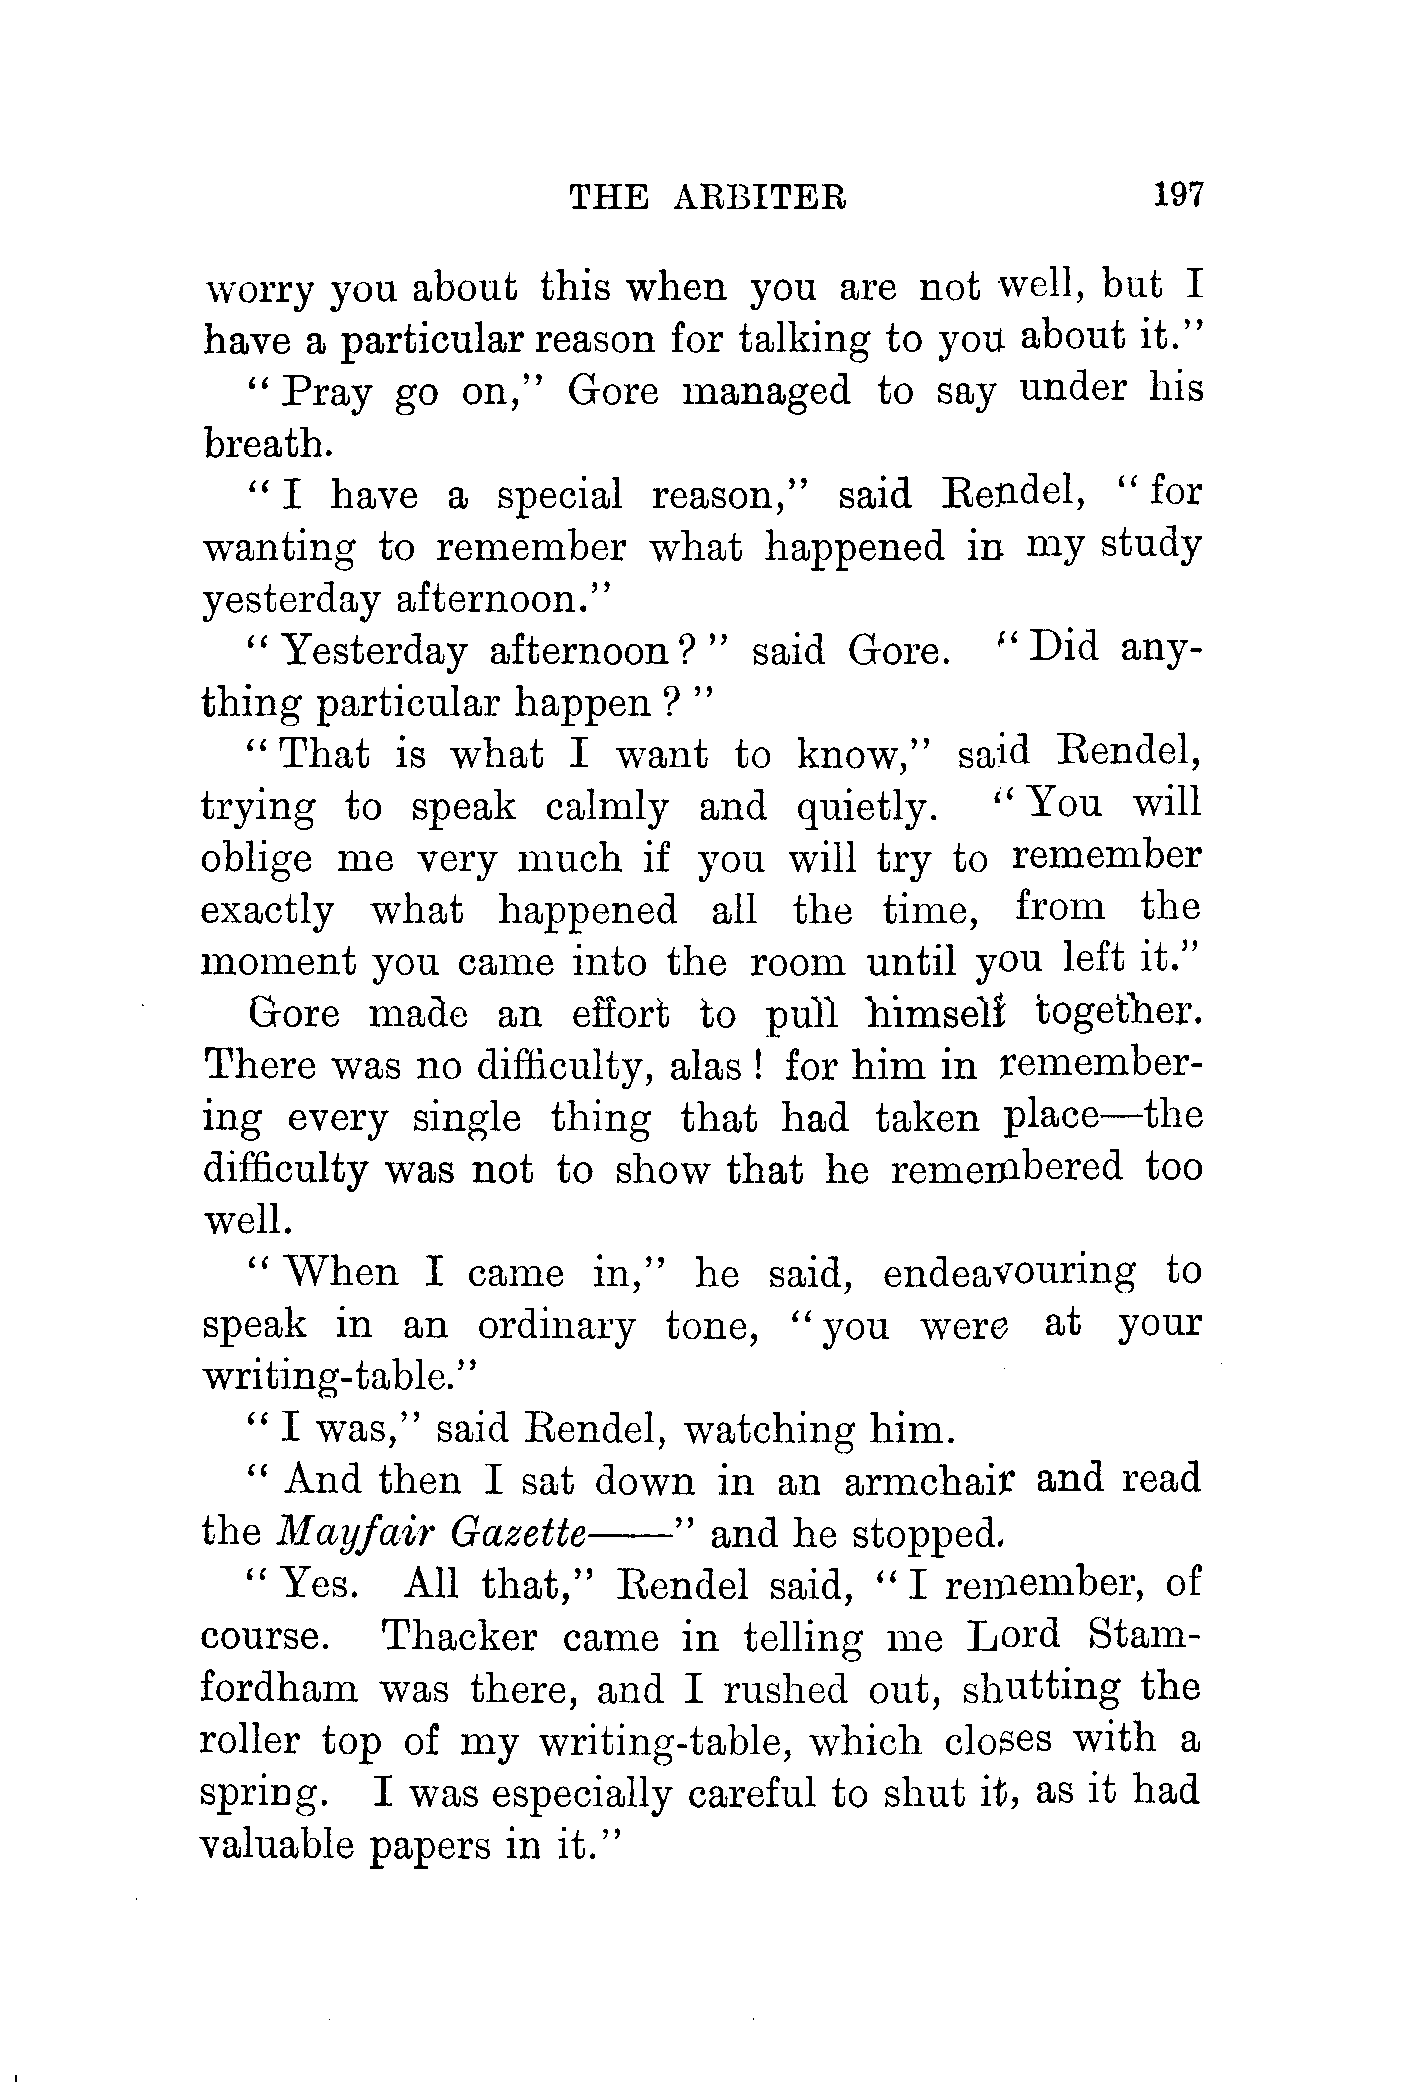 THE ARBITER 197
worry you about this when you are not well, but I
have a particular reason for talking to you about it."
"Pray go on," Gore managed to say under his
breath.
"I have a special reason," said Rendel, "for
wanting to remember what happened in my study
yesterday afternoon."
"Yesterday afternoon?" said Gore. "Did any-
thing particular happen?"
"That is what I want to know," said Rendel,
trying to speak calmly and quietly. "You will
oblige me very much if you will try to remember
exactly what happened all the time, from the
moment you came into the room until you left it."
Gore made an effort to pull himself together.
There was no difficulty, alas! for him in remember-
ing every single thing that had taken place—the
difficulty was not to show that he remembered too
well.
"When I came in," he said, endeavouring to
speak in an ordinary tone, "you were at your
writing-table."
"I was," said Rendel, watching him.
"And then I sat down in an armchair and read
the Mayfair Gazette——" and he stopped.
"Yes. All that," Rendel said, "I remember, of
course. Thacker came in telling me Lord Stam-
fordham was there, and I rushed out, shutting the
roller top of my writing-table, which closes with a
spring. I was especially careful to shut it, as it had
valuable papers in it."